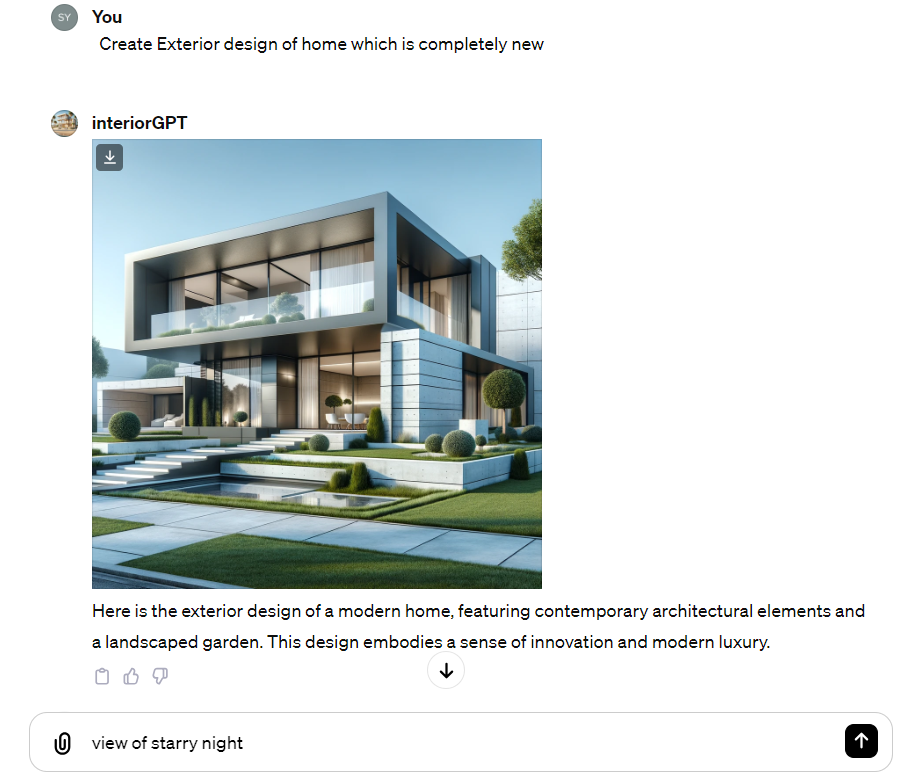 SY
You
Create Exterior design of home which is completely new
interiorGPT
Here is the exterior design of a modern home, featuring contemporary architectural elements and
a landscaped garden. This design embodies a sense of innovation and modern luxury.
view of starry night